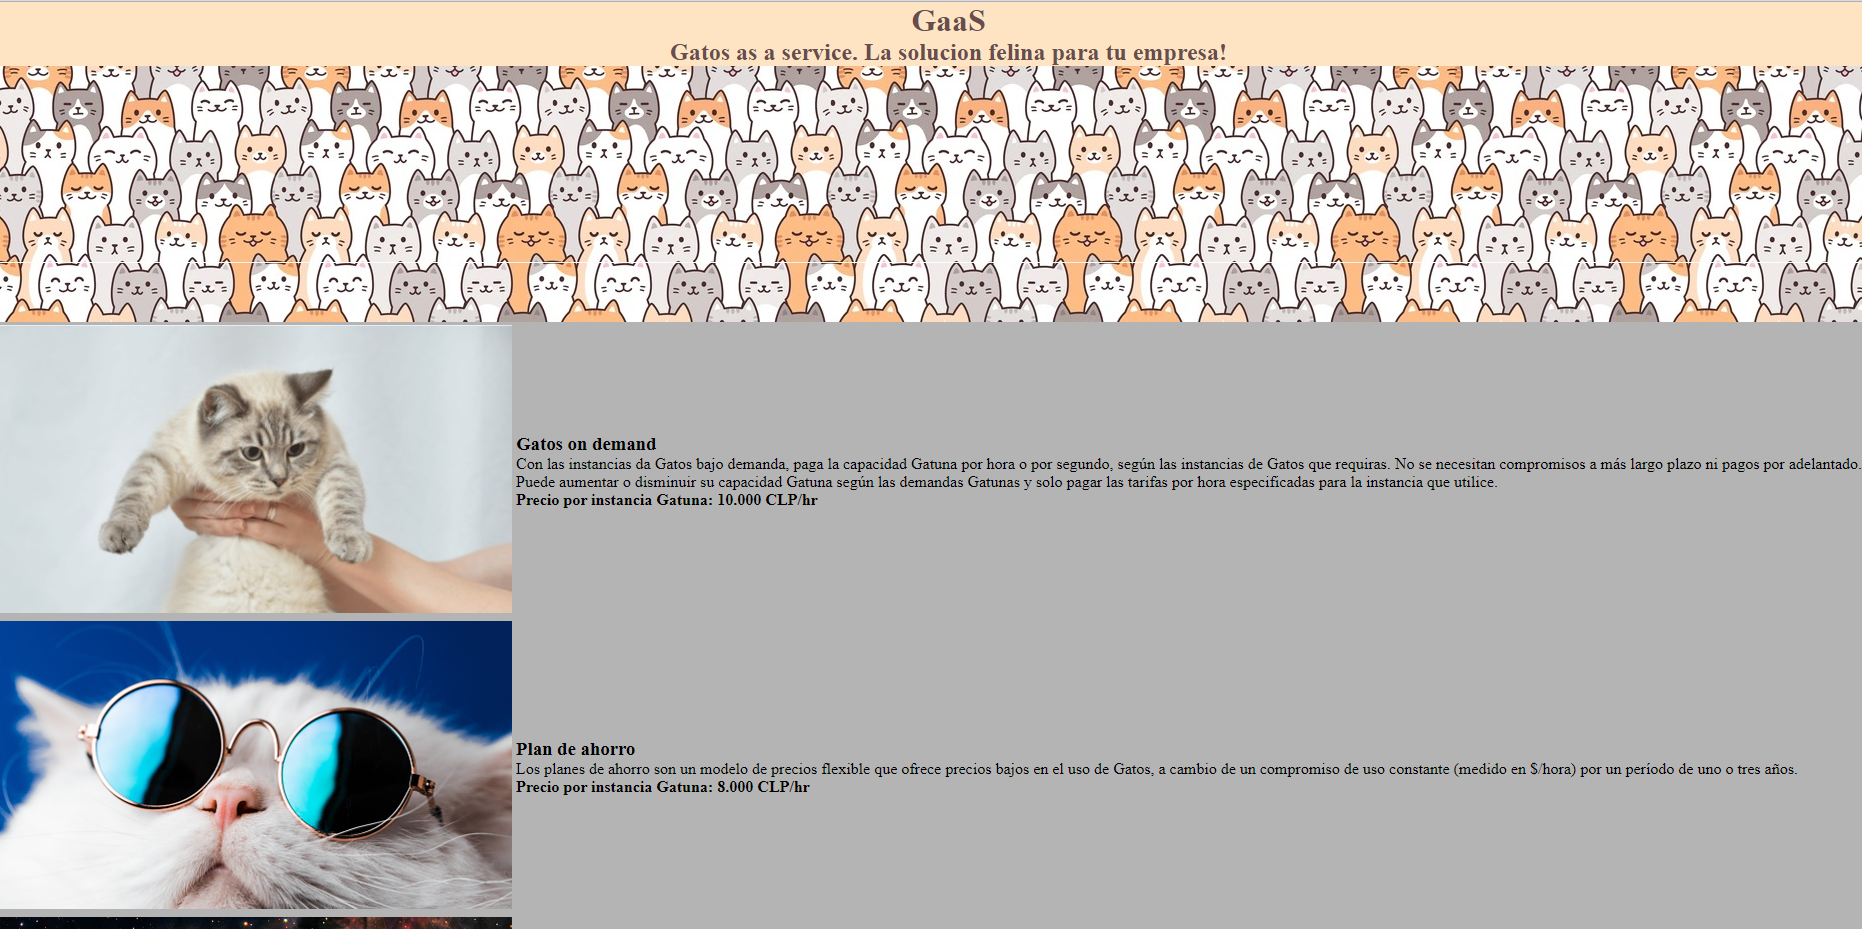 GaaS
Gatos as a service. La solucion felina para tu empresa!
Gatos on demand
Con las instancias da Gatos bajo demanda, paga la capacidad Gatuna por hora o por segundo, según las instancias de Gatos que requiras. No se necesitan compromisos a más largo plazo ni pagos por adelantado.
Puede aumentar o disminuir su capacidad Gatuna según las demandas Gatunas y solo pagar las tarifas por hora especificadas para la instancia que utilice.
Precio por instancia Gatuna: 10.000 CLP/hr
Plan de ahorro
Los planes de ahorro son un modelo de precios flexible que ofrece precios bajos en el uso de Gatos, a cambio de un compromiso de uso constante (medido en $/hora) por un período de uno o tres años.
Precio por instancia Gatuna: 8.000 CLP/hr